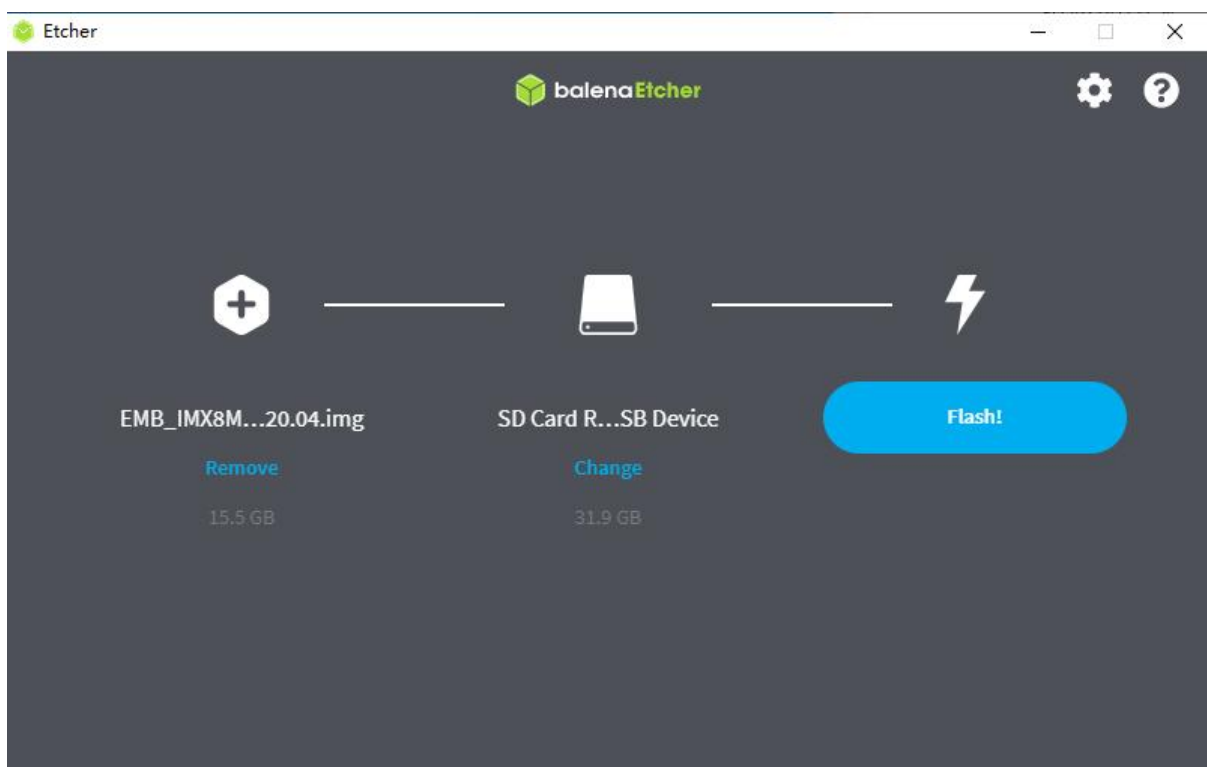 Etcher
balenaEtcher
EMB_IMX8M...20.04.img
SD Card R...SB Device
Flash!
Remove
Change
15.5 GB
31.9 GB